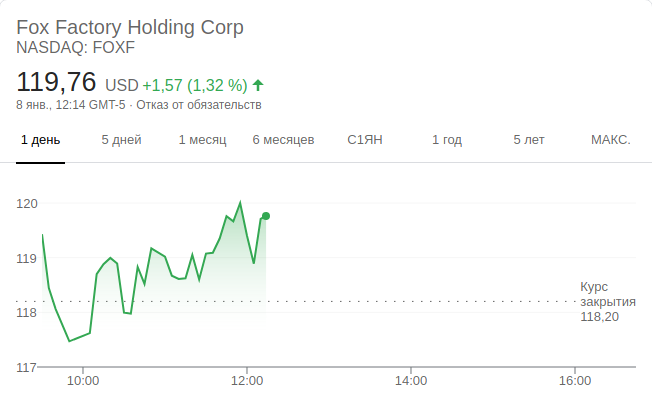 Fox Factory Holding Corp
NASDAQ: FOXF
119,76 USD +1,57 (1,32 %)
8 янв., 12:14 GMT-5 · Отказ от обязательств
1 день 5 дней 1 месяц 6 месяцев С1ЯН 1 год 5 лет МАКС.
120
119
118
117
Курс
закрытия
118,20
10:00 12:00 14:00 16:00